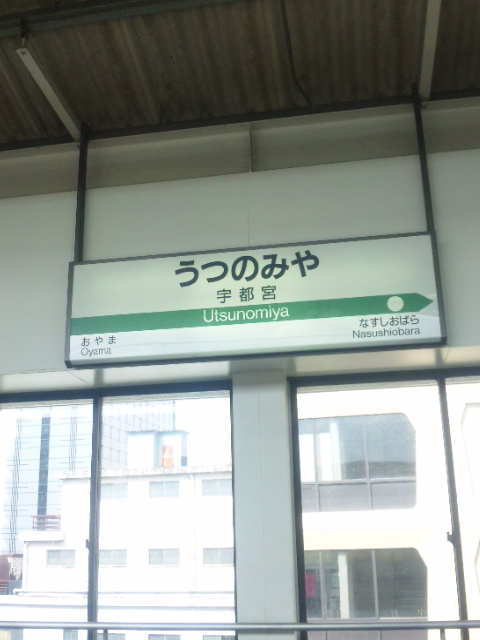 うつのみや
宇都宮
Utsunomiya
おやま
Oyama
なすしおばら
Nasushiobara